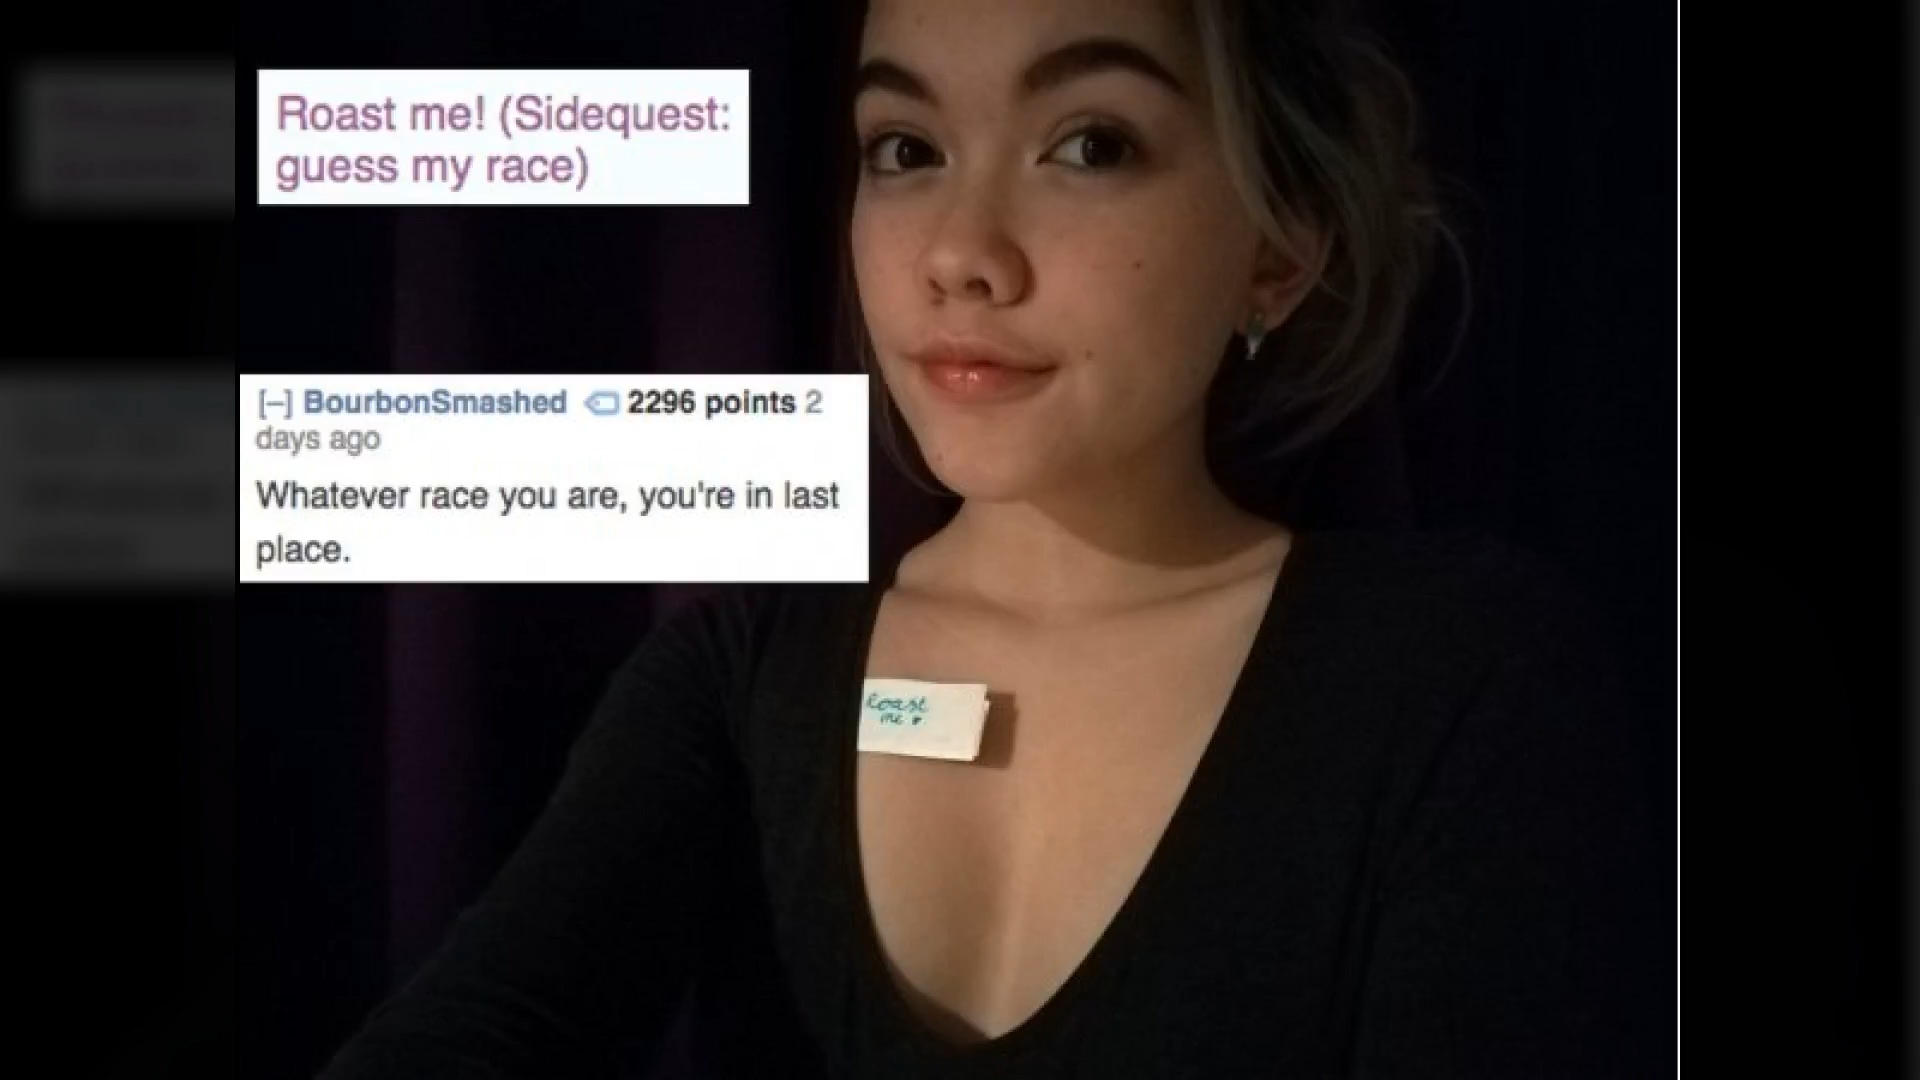 Roast me! (Sidequest:
guess my race)
[–] BourbonSmashed 2296 points 2
days ago
Whatever race you are, you're in last
place.
Roast
me